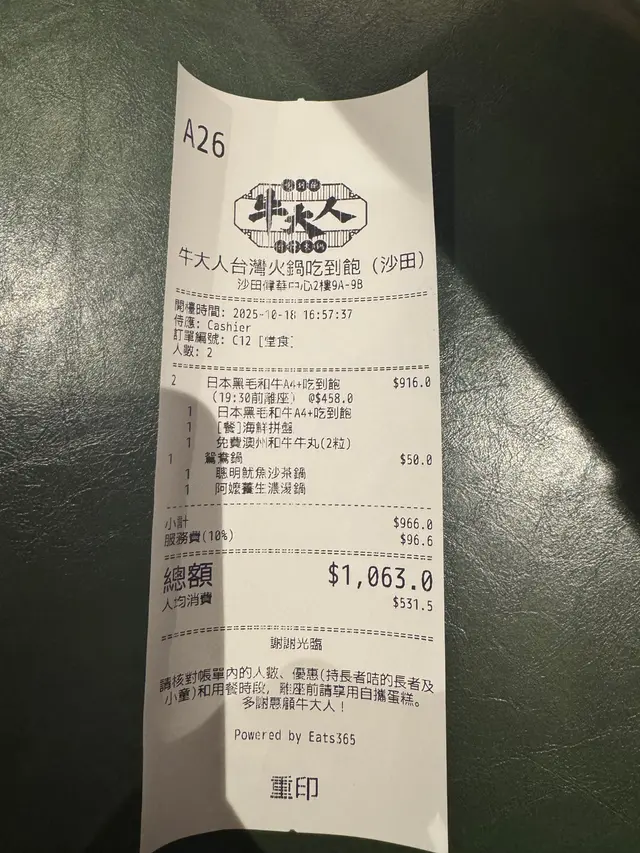 A26
牛大人
牛大人台灣火鍋吃到飽（沙田）
沙田偉華中心2樓9A-9B
開檯時間: 2025-10-18 16:57:37
侍應: Cashier
訂單編號: C12 [堂食]
人數: 2
2 日本黑毛和牛A4+吃到飽 $916.0
(19:30前離座) @$458.0
1 日本黑毛和牛A4+吃到飽
1 [餐]海鮮拼盤
1 免費澳州和牛牛丸(2粒)
1 鴛鴦鍋 $50.0
1 聰明魷魚沙茶鍋
1 阿嬤養生濃湯鍋
小計 $966.0
服務費(10%) $96.6
總額 $1,063.0
人均消費 $531.5
謝謝光臨
請核對帳單內的人數、優惠(持長者咭的長者及
小童)和用餐時段, 離座前請享用自攜蛋糕。
多謝惠顧牛大人！
Powered by Eats365
重印